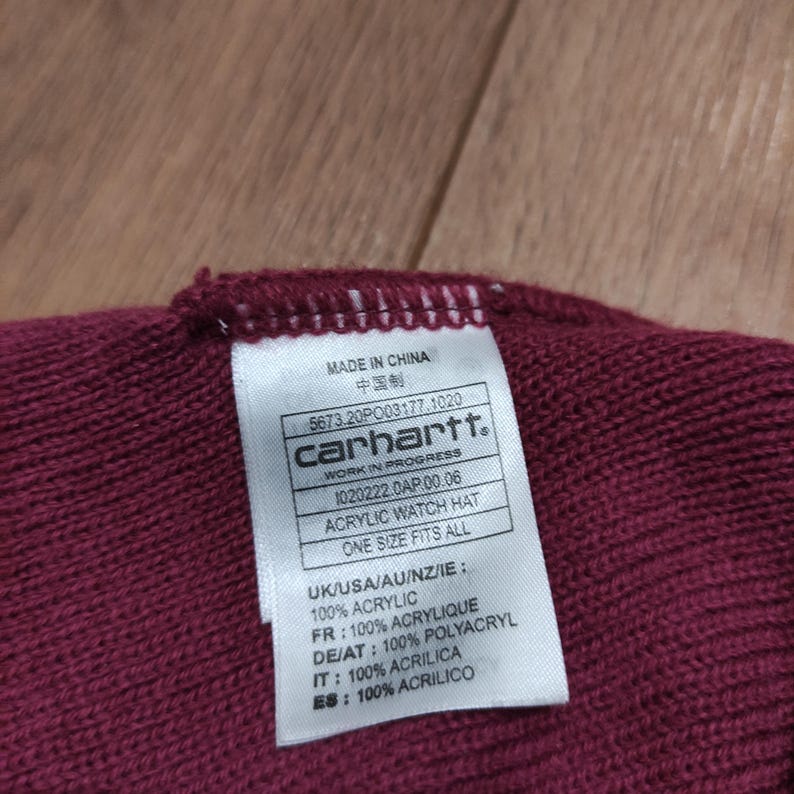 MADE IN CHINA
中国制
5673.20PO03177.1020
carhartt®
WORK IN PROGRESS
I020222.0AP.00.06
ACRYLIC WATCH HAT
ONE SIZE FITS ALL
UK/USA/AU/NZ/IE :
100% ACRYLIC
FR : 100% ACRYLIQUE
DE/AT : 100% POLYACRYL
IT : 100% ACRILICA
ES : 100% ACRILICO